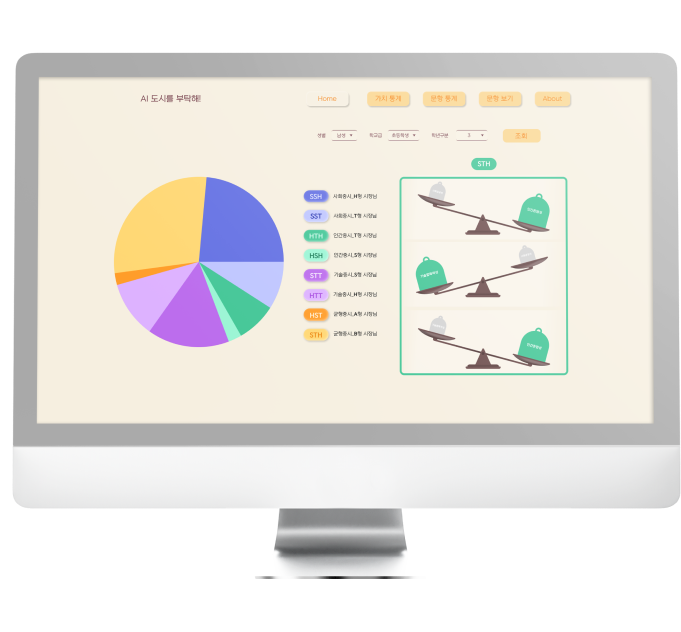 AI 도시를 부탁해!
Home
가치 통계
유형 통계
유형 보기
About
성별 남성 학교급 초등학생 학년구분 3 조회
STH
SSH 사회중시_H형 시장님
SST 사회중시_T형 시장님
HTH 인간중시_T형 시장님
HSH 인간중시_S형 시장님
STT 기술중시_S형 시장님
HTT 기술중시_H형 시장님
HST 균형중시_A형 시장님
STH 균형중시_B형 시장님